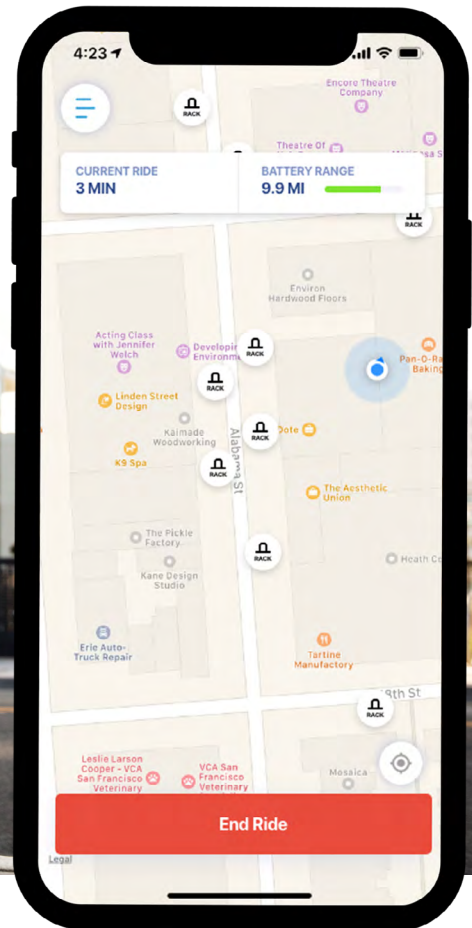 4:23
Encore Theatre
Company
RACK
Theatre Of
CURRENT RIDE
BATTERY RANGE
3 MIN
9.9 MI
RACK
Environ
Hardwood Floors
Acting Class
with Jennifer
Welch
RACK
Pan-O-Ra
Baking
RACK
Linden Street
Design
Kaimade
Woodworking
RACK
Dote
Alabama St
K9 Spa
RACK
The Aesthetic
Union
The Pickle
Factory
RACK
Heath Ce
Kane Design
Studio
Erie Auto-
Truck Repair
Tartine
Manufactory
8th St
RACK
Leslie Larson
Cooper - VCA
San Francisco
Veterinary
VCA San
Francisco
Veterinary
Mosaica
End Ride
Legal